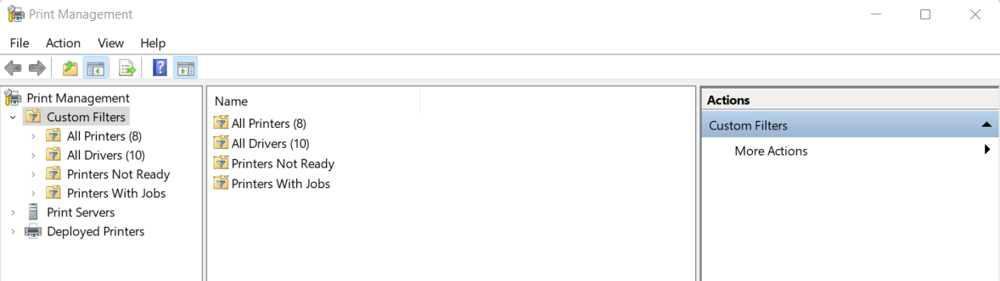 Print Management
File Action View Help
Print Management
Custom Filters
All Printers (8)
All Drivers (10)
Printers Not Ready
Printers With Jobs
Print Servers
Deployed Printers
Name
All Printers (8)
All Drivers (10)
Printers Not Ready
Printers With Jobs
Actions
Custom Filters
More Actions